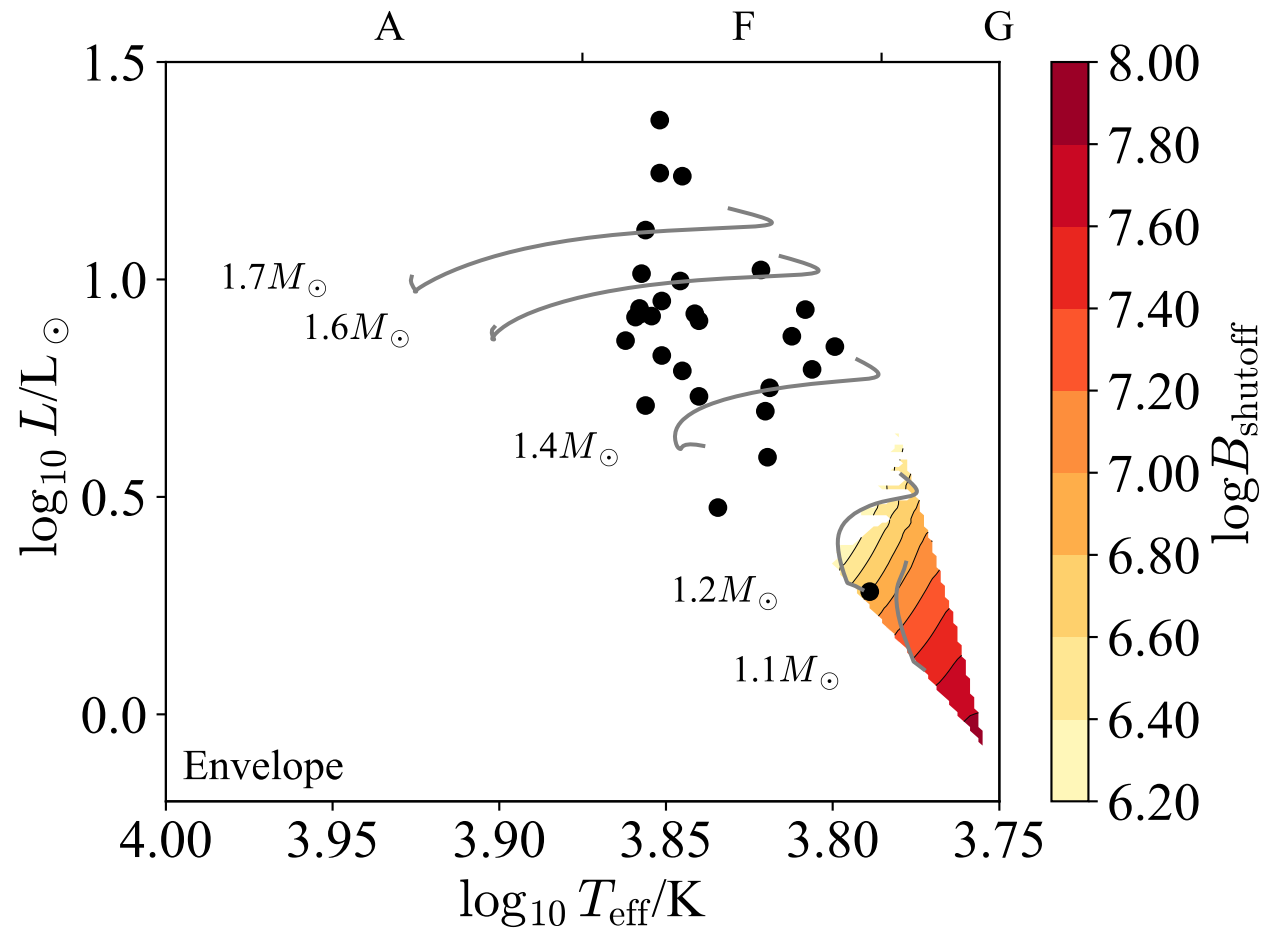 A F G
1.5
1.0
0.5
0.0
log₁₀ L/L⊙
1.7M⊙
1.6M⊙
1.4M⊙
1.2M⊙
1.1M⊙
Envelope
4.00 3.95 3.90 3.85 3.80 3.75
log₁₀ T_eff/K
8.00
7.80
7.60
7.40
7.20
7.00
6.80
6.60
6.40
6.20
logB_shutoff